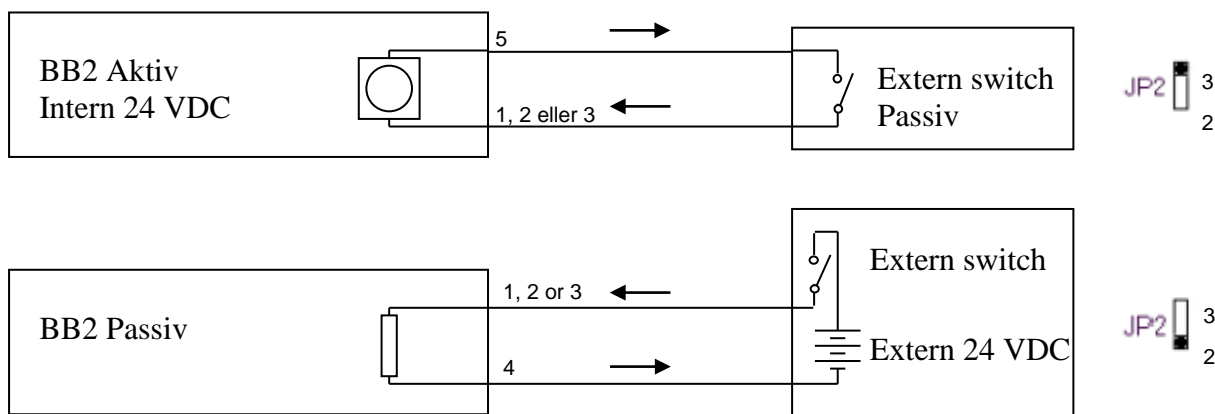 5
BB2 Aktiv
Intern 24 VDC
1, 2 eller 3
Extern switch
Passiv
JP2
3
2
BB2 Passiv
1, 2 or 3
4
Extern switch
Extern 24 VDC
JP2
3
2